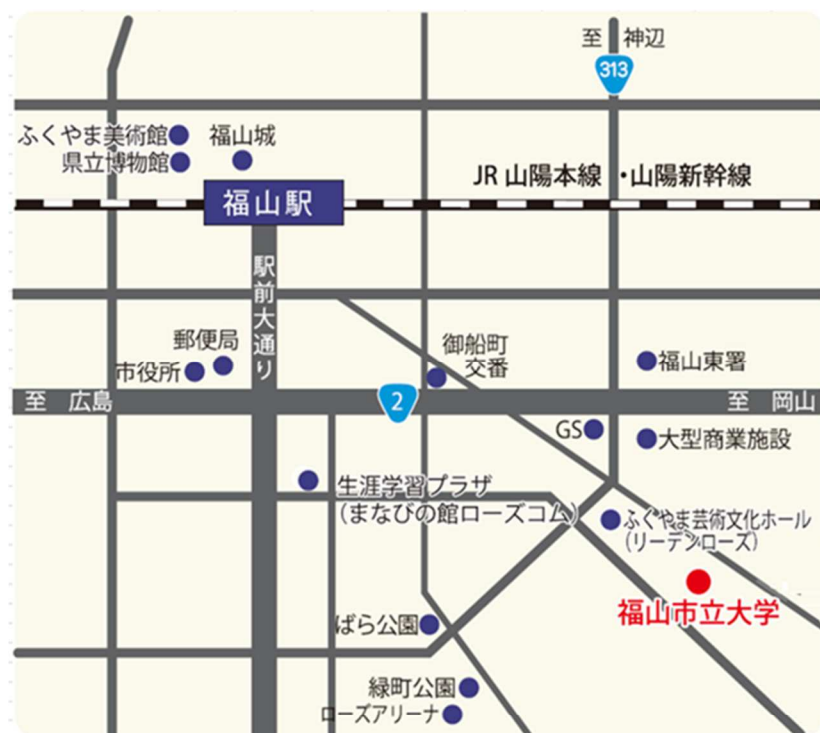 至 神辺
313
ふくやま美術館
福山城
県立博物館
JR 山陽本線・山陽新幹線
福山駅
駅前大通り
郵便局
市役所
御船町
交番
福山東署
2
至 広島
至 岡山
GS
大型商業施設
生涯学習プラザ
(まなびの館ローズコム)
ふくやま芸術文化ホール
(リーデンローズ)
福山市立大学
ばら公園
緑町公園
ローズアリーナ